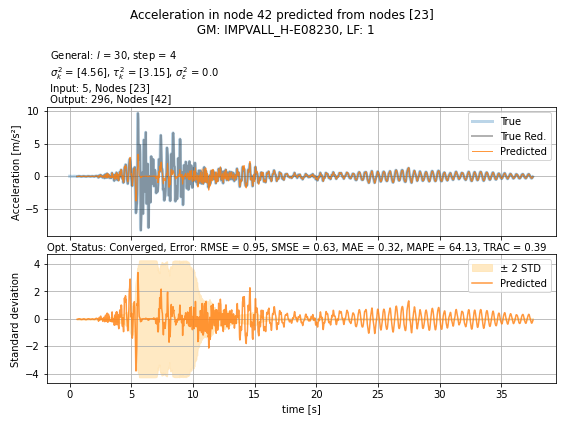 Acceleration in node 42 predicted from nodes [23]
GM: IMPVALL_H-E08230, LF: 1
General: l = 30, step = 4
σ²ₖ = [4.56], τ²ₖ = [3.15], σ²ε = 0.0
Input: 5, Nodes [23]
Output: 296, Nodes [42]
Acceleration [m/s²]
10
5
0
−5
True
True Red.
Predicted
Opt. Status: Converged, Error: RMSE = 0.95, SMSE = 0.63, MAE = 0.32, MAPE = 64.13, TRAC = 0.39
Standard deviation
4
2
0
−2
−4
± 2 STD
Predicted
0 5 10 15 20 25 30 35
time [s]